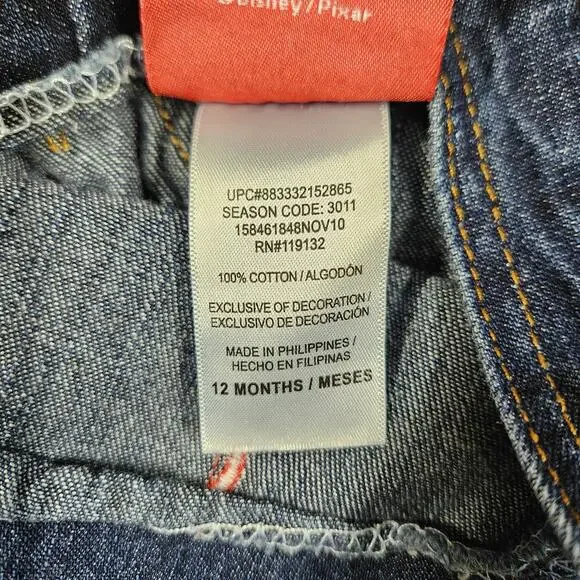 ©Disney/Pixar
UPC#883332152865
SEASON CODE: 3011
158461848NOV10
RN#119132
100% COTTON/ALGODÓN
EXCLUSIVE OF DECORATION/
EXCLUSIVO DE DECORACIÓN
MADE IN PHILIPPINES/
HECHO EN FILIPINAS
12 MONTHS / MESES